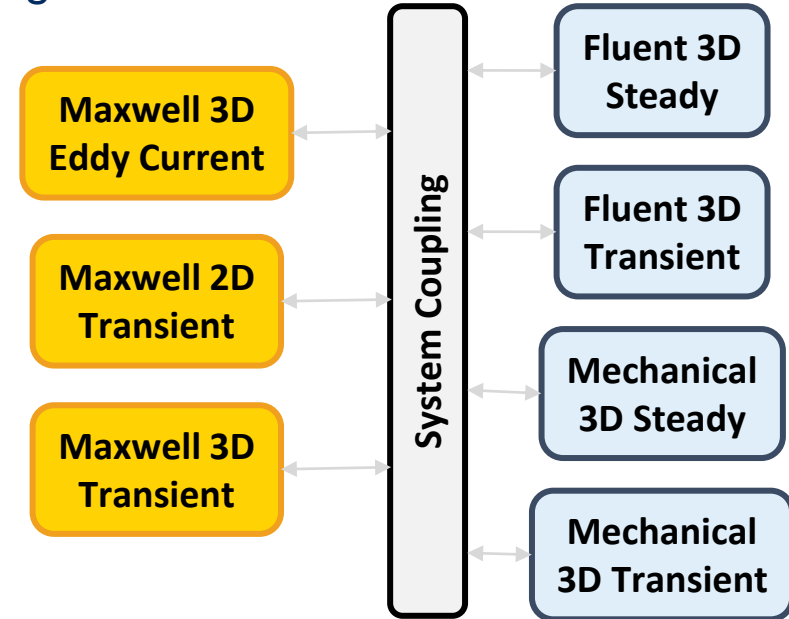 Maxwell 3D
Eddy Current
Maxwell 2D
Transient
Maxwell 3D
Transient
System Coupling
Fluent 3D
Steady
Fluent 3D
Transient
Mechanical
3D Steady
Mechanical
3D Transient